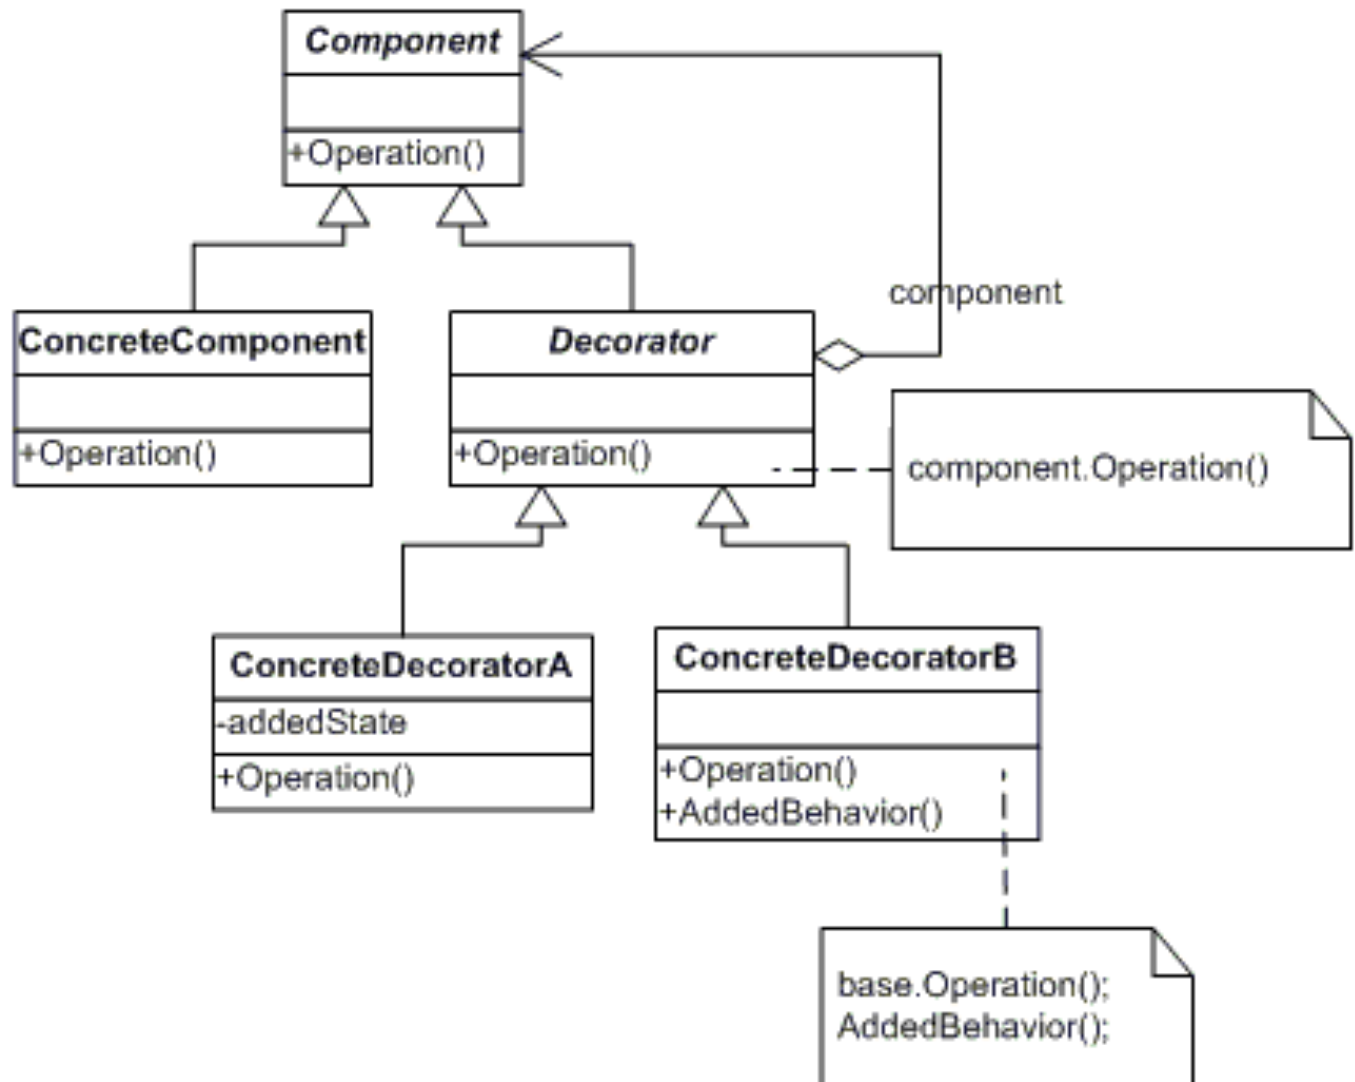 Component
+Operation()
component
ConcreteComponent
+Operation()
Decorator
+Operation()
component.Operation()
ConcreteDecoratorA
-addedState
+Operation()
ConcreteDecoratorB
+Operation()
+AddedBehavior()
base.Operation();
AddedBehavior();